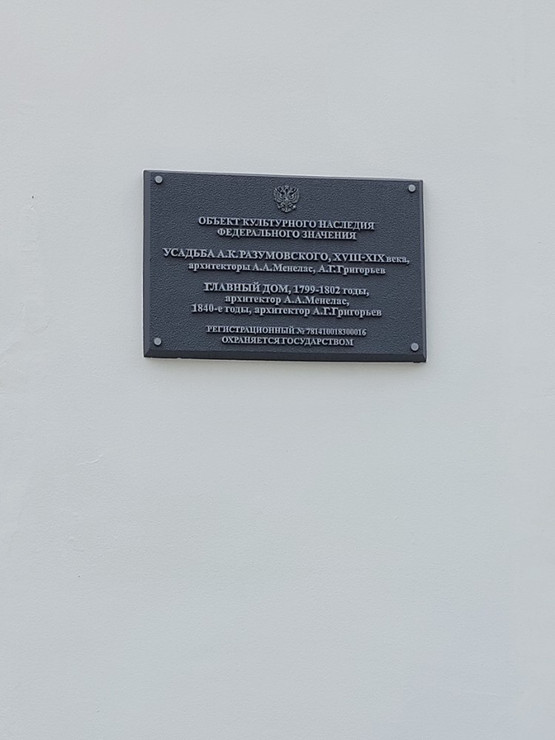 ОБЪЕКТ КУЛЬТУРНОГО НАСЛЕДИЯ
ФЕДЕРАЛЬНОГО ЗНАЧЕНИЯ
УСАДЬБА А.К.РАЗУМОВСКОГО, XVIII-XIX века,
архитекторы А.А.Менелас, А.Г.Григорьев
ГЛАВНЫЙ ДОМ, 1799-1802 годы,
архитектор А.А.Менелас,
1840-е годы, архитектор А.Г.Григорьев
РЕГИСТРАЦИОННЫЙ № 781410018300016
ОХРАНЯЕТСЯ ГОСУДАРСТВОМ